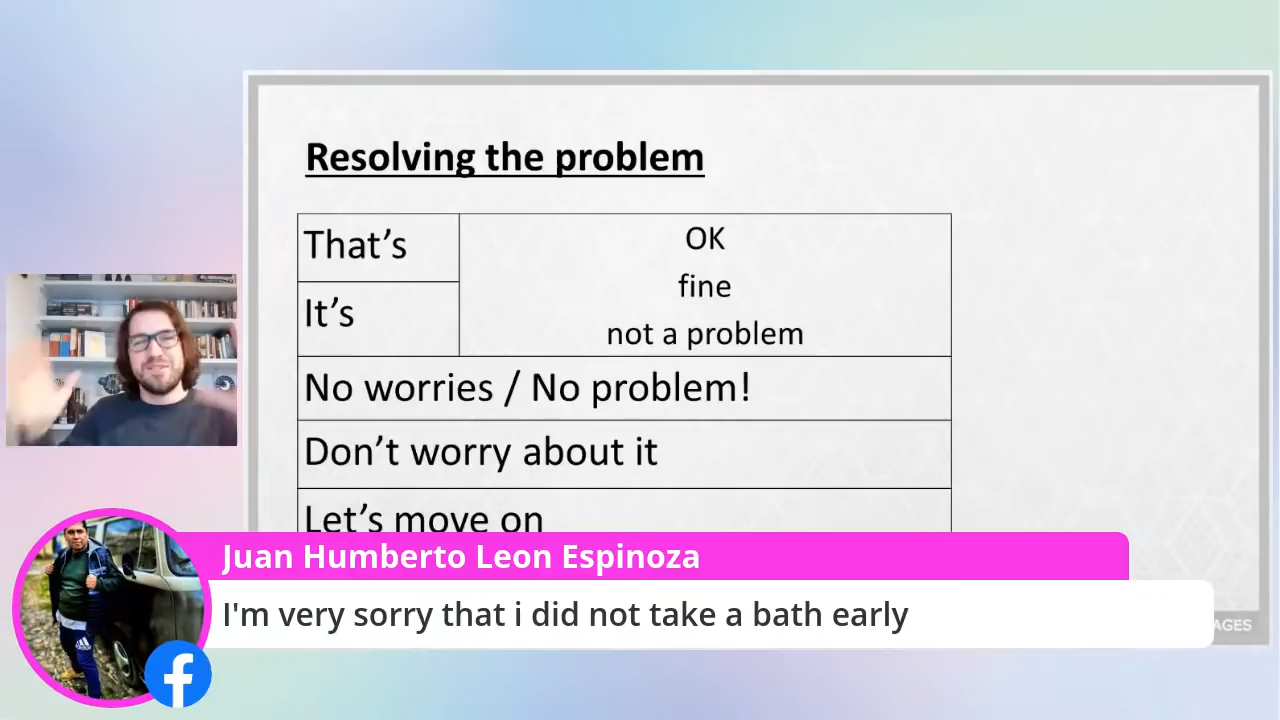 Resolving the problem
That's
It's
OK
fine
not a problem
No worries / No problem!
Don't worry about it
Let's move on
Juan Humberto Leon Espinoza
I'm very sorry that i did not take a bath early
AGES